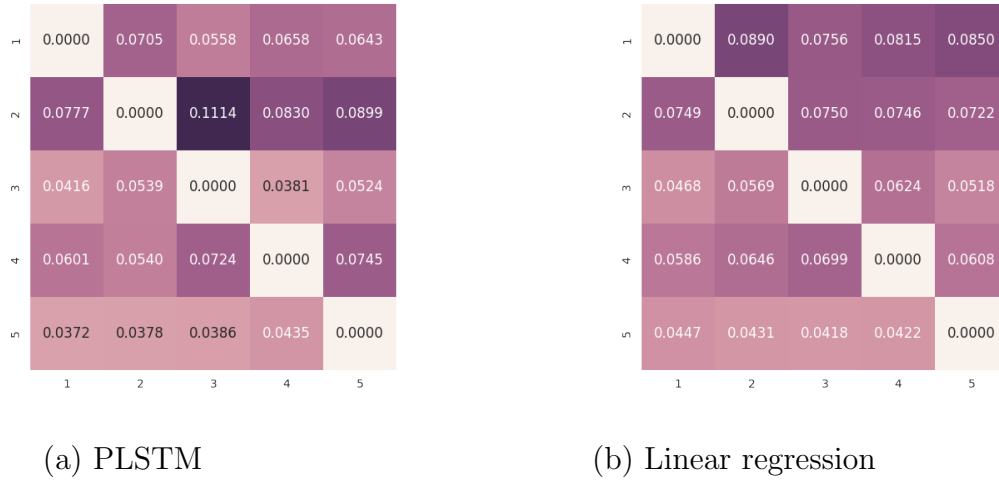 1 0.0000 0.0705 0.0558 0.0658 0.0643
2 0.0777 0.0000 0.1114 0.0830 0.0899
3 0.0416 0.0539 0.0000 0.0381 0.0524
4 0.0601 0.0540 0.0724 0.0000 0.0745
5 0.0372 0.0378 0.0386 0.0435 0.0000
1 2 3 4 5
(a) PLSTM
1 0.0000 0.0890 0.0756 0.0815 0.0850
2 0.0749 0.0000 0.0750 0.0746 0.0722
3 0.0468 0.0569 0.0000 0.0624 0.0518
4 0.0586 0.0646 0.0699 0.0000 0.0608
5 0.0447 0.0431 0.0418 0.0422 0.0000
1 2 3 4 5
(b) Linear regression